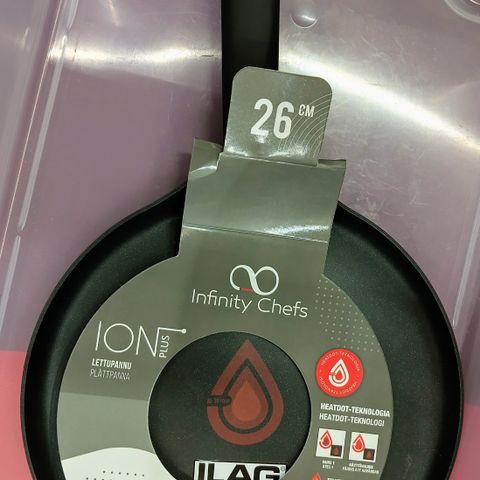 26 CM
Infinity Chefs
ION PLUS
LETTUPANNU
PLÄTTPANNA
HEATDOT-TEKNOLOGIA
HEATDOT-TEKNOLOGI
ILAG